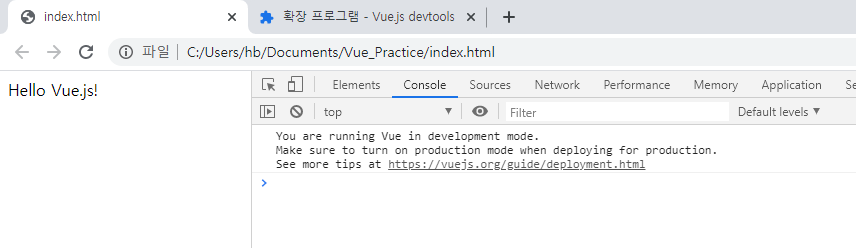 index.html
확장 프로그램 - Vue.js devtools
파일 C:/Users/hb/Documents/Vue_Practice/index.html
Hello Vue.js!
Elements Console Sources Network Performance Memory Application Se
top Filter Default levels
You are running Vue in development mode.
Make sure to turn on production mode when deploying for production.
See more tips at https://vuejs.org/guide/deployment.html